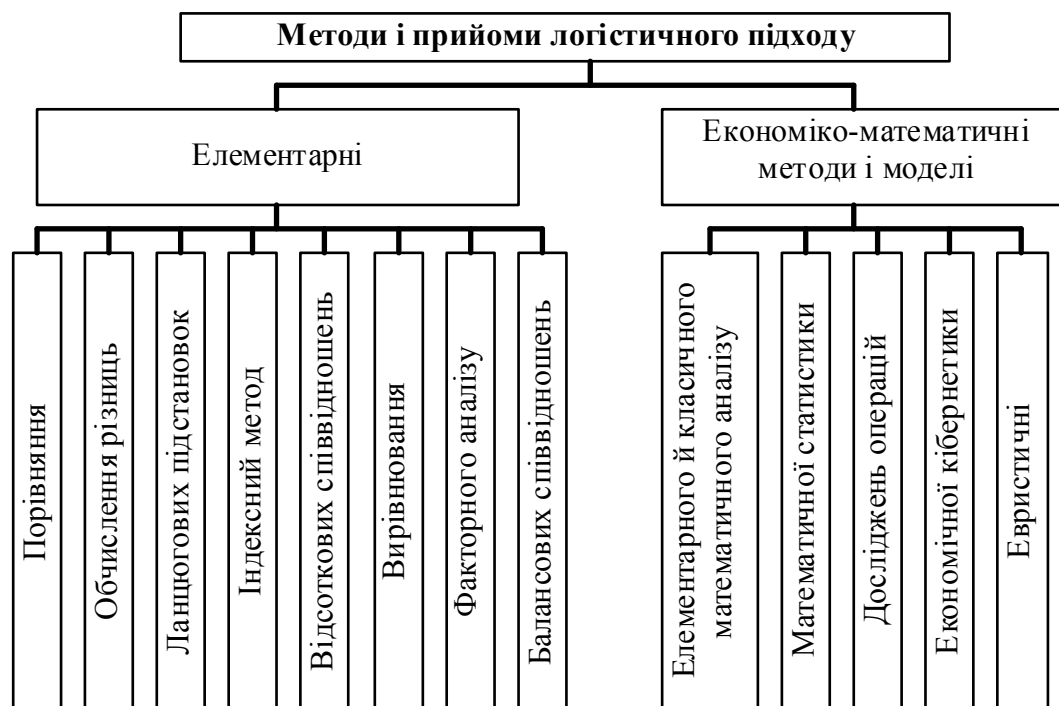 Методи і прийоми логістичного підходу
Елементарні
Економіко-математичні
методи і моделі
Порівняння
Обчислення різниць
Ланцюгових підстановок
Індексний метод
Відсоткових співвідношень
Вирівнювання
Факторного аналізу
Балансових співвідношень
Елементарного й класичного
математичного аналізу
Математичної статистики
Досліджень операцій
Економічної кібернетики
Евристичні